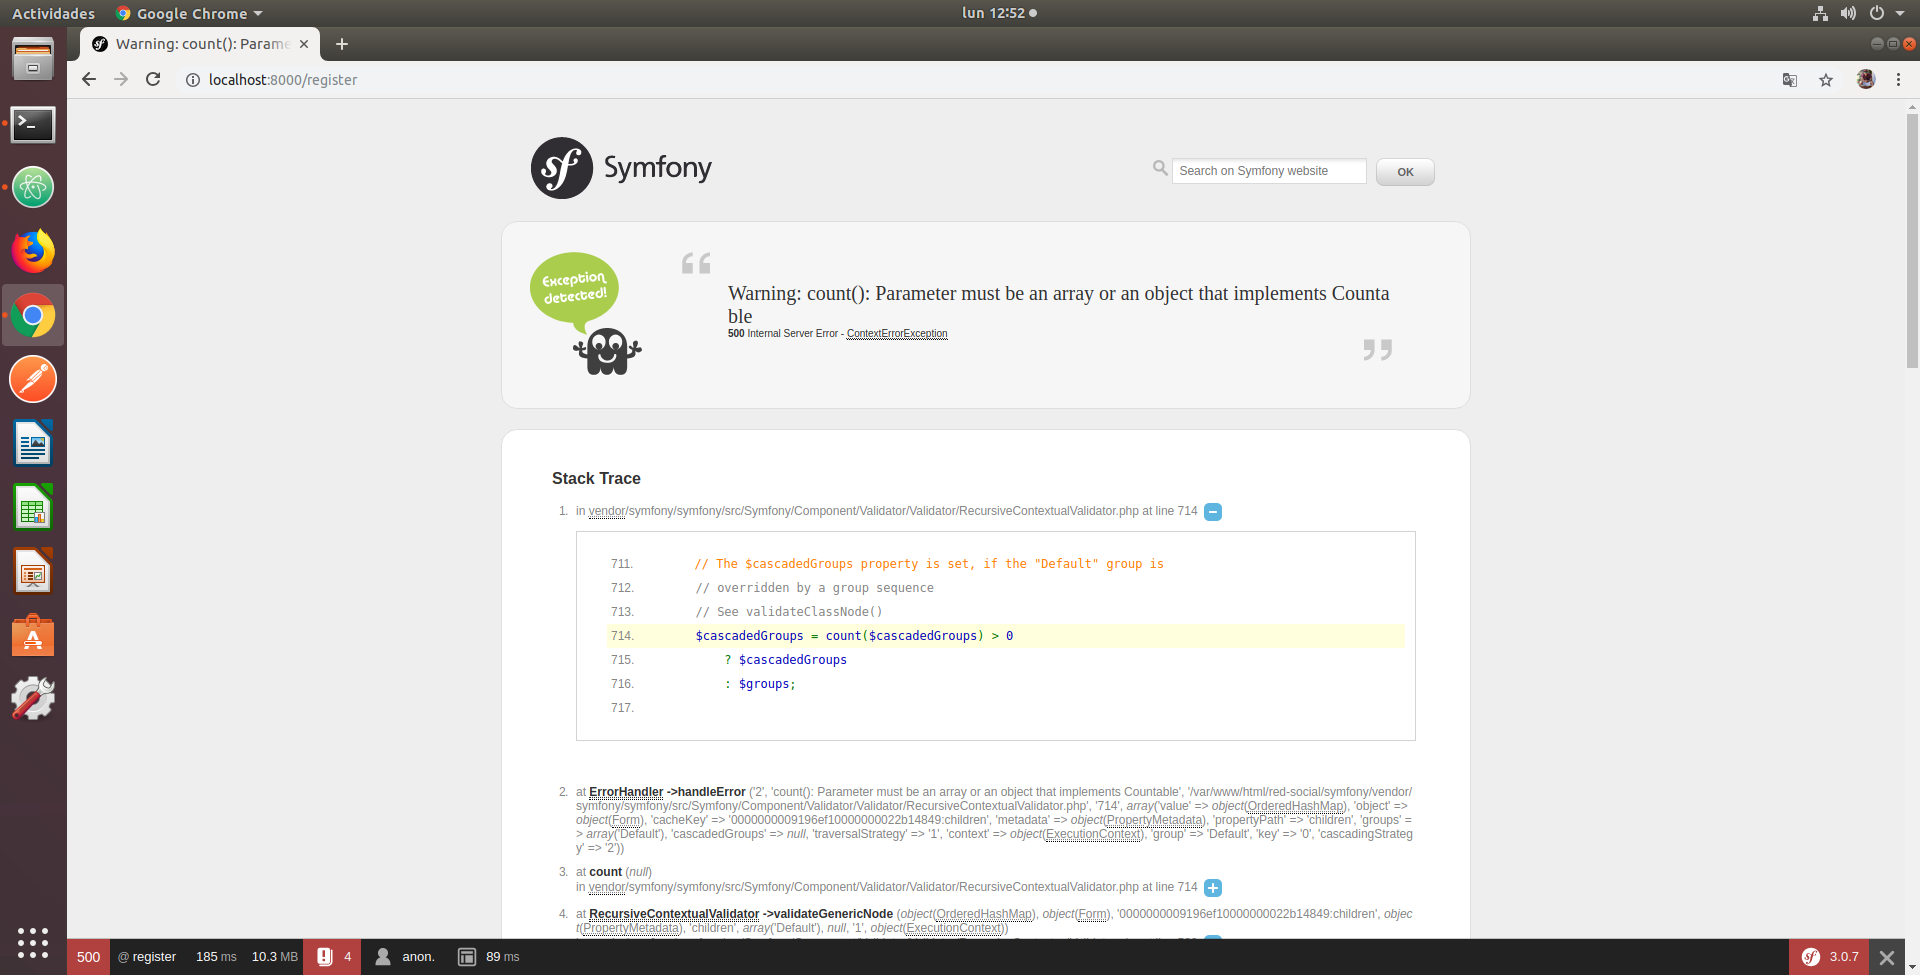 Actividades
Google Chrome
lun 12:52
Warning: count(): Parame
localhost:8000/register
sf Symfony
Search on Symfony website
OK
Exception
detected!
Warning: count(): Parameter must be an array or an object that implements Counta
ble
500 Internal Server Error - ContextErrorException
Stack Trace
1. in vendor/symfony/symfony/src/Symfony/Component/Validator/Validator/RecursiveContextualValidator.php at line 714
711. // The $cascadedGroups property is set, if the "Default" group is
712. // overridden by a group sequence
713. // See validateClassNode()
714. $cascadedGroups = count($cascadedGroups) > 0
715. ? $cascadedGroups
716. : $groups;
717.
2. at ErrorHandler ->handleError ('2', 'count(): Parameter must be an array or an object that implements Countable', '/var/www/html/red-social/symfony/vendor/
symfony/symfony/src/Symfony/Component/Validator/Validator/RecursiveContextualValidator.php', '714', array('value' => object(OrderedHashMap), 'object' =>
object(Form), 'cacheKey' => '0000000009196ef10000000022b14849:children', 'metadata' => object(PropertyMetadata), 'propertyPath' => 'children', 'groups' =
> array('Default'), 'cascadedGroups' => null, 'traversalStrategy' => '1', 'context' => object(ExecutionContext), 'group' => 'Default', 'key' => '0', 'cascadingStrateg
y' => '2'))
3. at count (null)
in vendor/symfony/symfony/src/Symfony/Component/Validator/Validator/RecursiveContextualValidator.php at line 714
4. at RecursiveContextualValidator ->validateGenericNode (object(OrderedHashMap), object(Form), '0000000009196ef10000000022b14849:children', objec
t(PropertyMetadata), 'children', array('Default'), null, '1', object(ExecutionContext))
500 @ register 185 ms 10.3 MB 4 anon. 89 ms sf 3.0.7